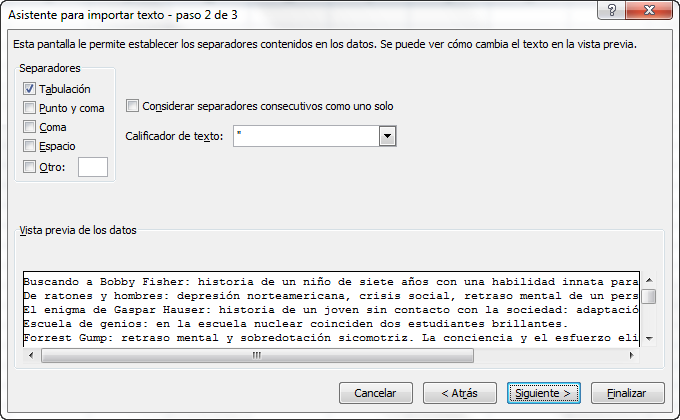 Asistente para importar texto - paso 2 de 3
Esta pantalla le permite establecer los separadores contenidos en los datos. Se puede ver cómo cambia el texto en la vista previa.
Separadores
Tabulación
Punto y coma
Coma
Espacio
Otro:
Considerar separadores consecutivos como uno solo
Calificador de texto: "
Vista previa de los datos
Buscando a Bobby Fisher: historia de un niño de siete años con una habilidad innata para
De ratones y hombres: depresión norteamericana, crisis social, retraso mental de un pers
El enigma de Gaspar Hauser: historia de un joven sin contacto con la sociedad: adaptació
Escuela de genios: en la escuela nuclear coinciden dos estudiantes brillantes.
Forrest Gump: retraso mental y sobredotación sicomotriz. La conciencia y el esfuerzo eli
Cancelar
< Atrás
Siguiente >
Finalizar